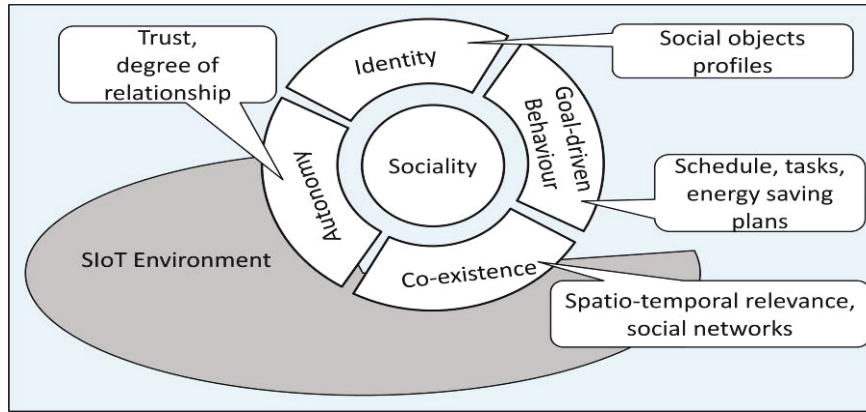 Trust,
degree of
relationship
Identity
Social objects
profiles
Goal-driven
Behaviour
Sociality
Autonomy
Schedule, tasks,
energy saving
plans
SIoT Environment
Co-existence
Spatio-temporal relevance,
social networks